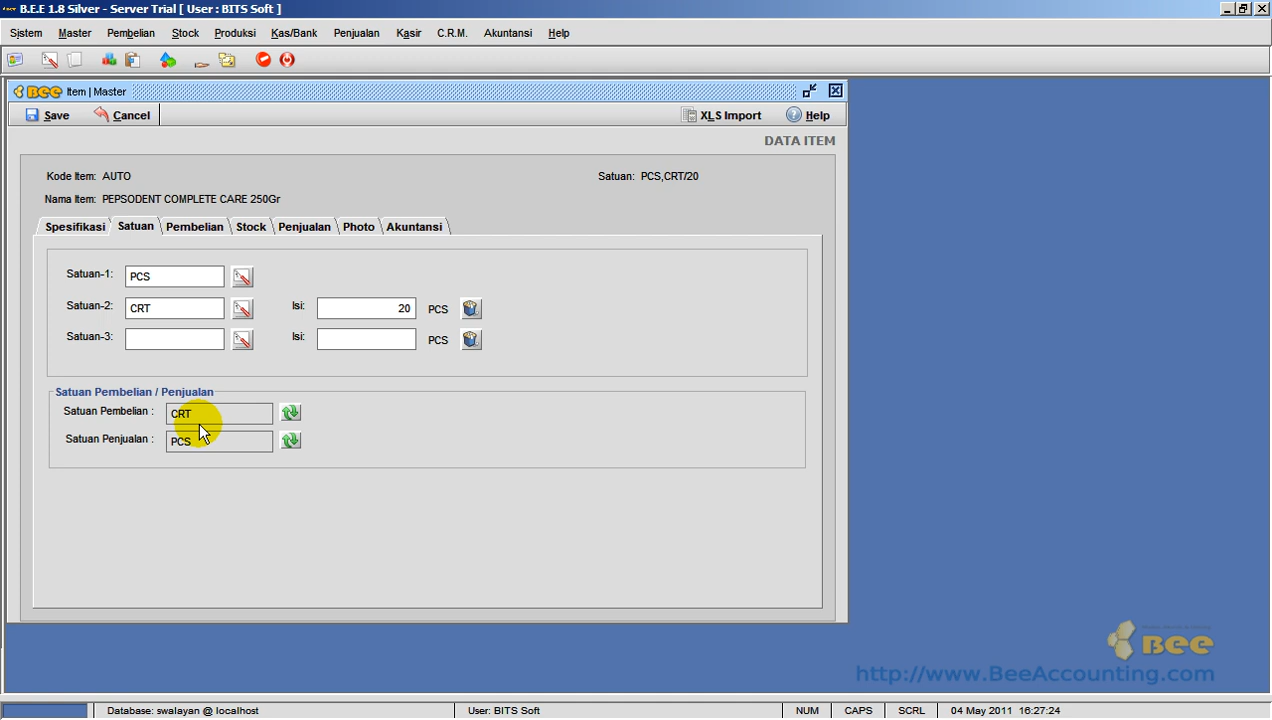 B.E.E 1.8 Silver - Server Trial [ User : BITS Soft ]
Sistem Master Pembelian Stock Produksi Kas/Bank Penjualan Kasir C.R.M. Akuntansi Help
Bee Item | Master
Save Cancel XLS Import Help
DATA ITEM
Kode Item: AUTO Satuan: PCS,CRT/20
Nama Item: PEPSODENT COMPLETE CARE 250Gr
Spesifikasi Satuan Pembelian Stock Penjualan Photo Akuntansi
Satuan-1: PCS
Satuan-2: CRT Isi: 20 PCS
Satuan-3: Isi: PCS
Satuan Pembelian / Penjualan
Satuan Pembelian : CRT
Satuan Penjualan : PCS
Bee
http://www.BeeAccounting.com
Database: swalayan @ localhost User: BITS Soft NUM CAPS SCRL 04 May 2011 16:27:24